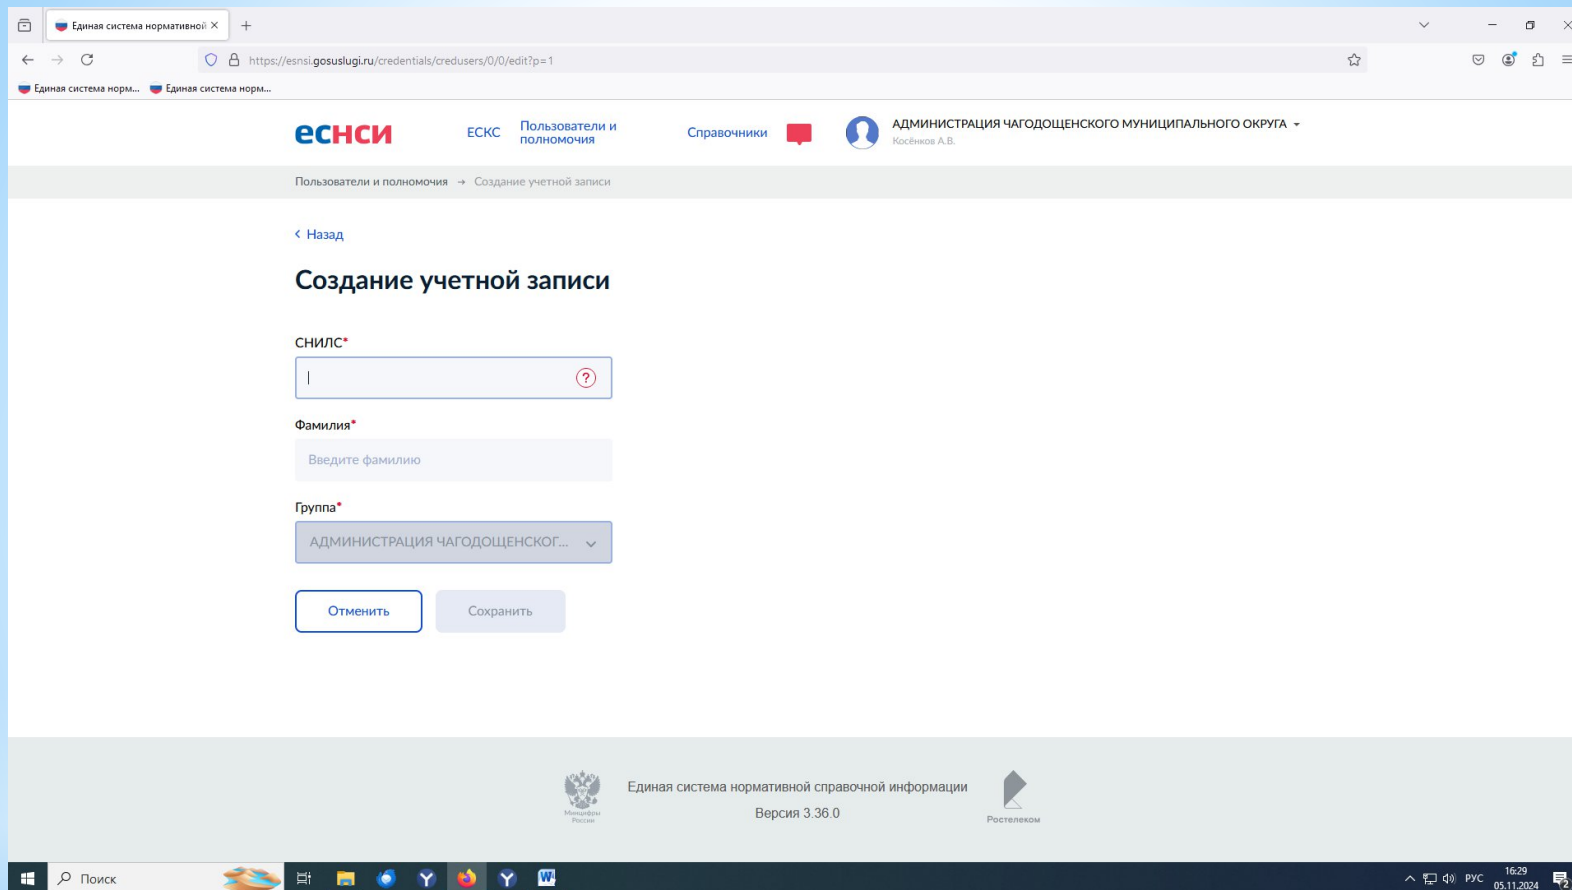 Единая система нормативной
https://esnsi.gosuslugi.ru/credentials/credusers/0/0/edit?p=1
Единая система норм...
Единая система норм...
еснси
ЕСКС
Пользователи и полномочия
Справочники
АДМИНИСТРАЦИЯ ЧАГОДОЩЕНСКОГО МУНИЦИПАЛЬНОГО ОКРУГА
Косёнков А.В.
Пользователи и полномочия → Создание учетной записи
Назад
Создание учетной записи
СНИЛС*
?
Фамилия*
Введите фамилию
Группа*
АДМИНИСТРАЦИЯ ЧАГОДОЩЕНСКОГ...
Отменить
Сохранить
Минцифры
России
Единая система нормативной справочной информации
Версия 3.36.0
Ростелеком
Поиск
РУС
16:29
05.11.2024
2